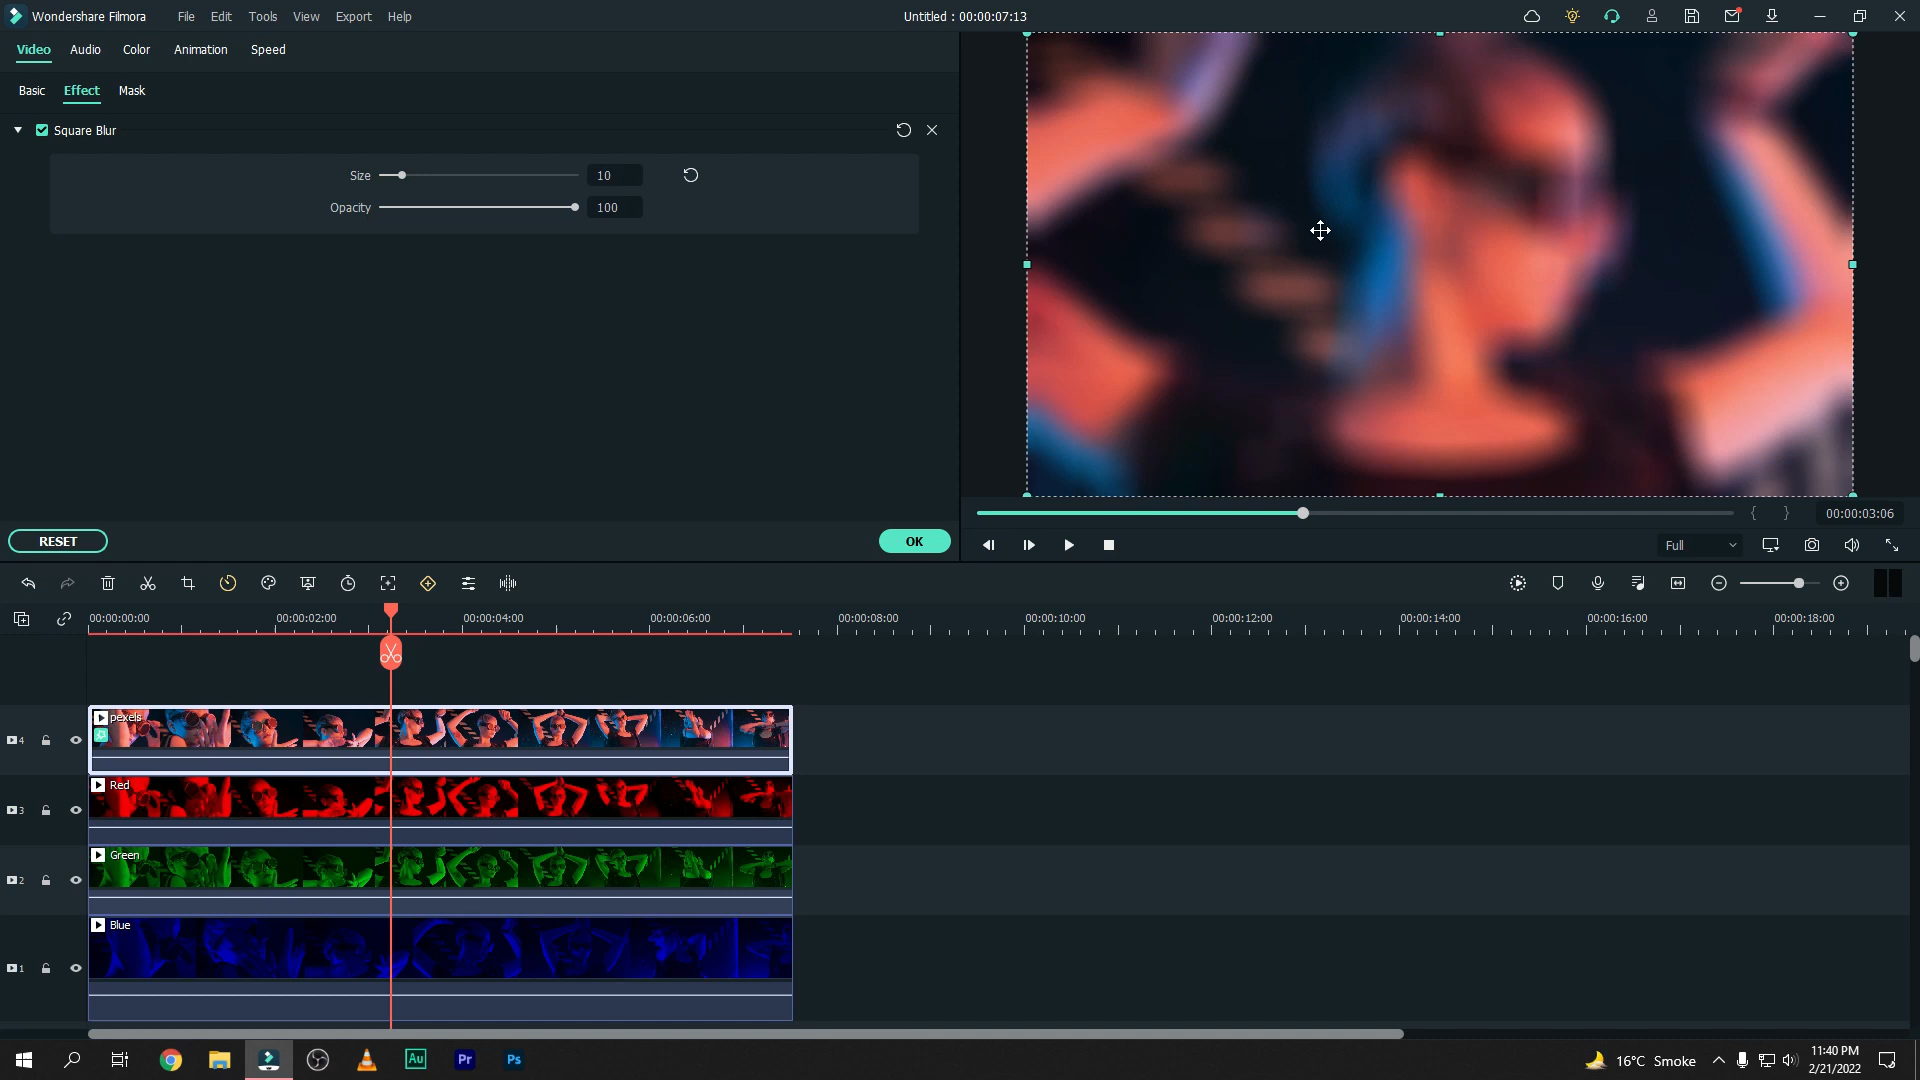 Wondershare Filmora File Edit Tools View Export Help Untitled : 00:00:07:13
Video Audio Color Animation Speed
Basic Effect Mask
Square Blur
Size 10
Opacity 100
00:00:03:06
RESET OK
Full
00:00:00:00 00:00:02:00 00:00:04:00 00:00:06:00 00:00:08:00 00:00:10:00 00:00:12:00 00:00:14:00 00:00:16:00 00:00:18:00
pexels
4
Red
3
Green
2
Blue
1
Au Pr Ps
16°C Smoke
11:40 PM
2/21/2022